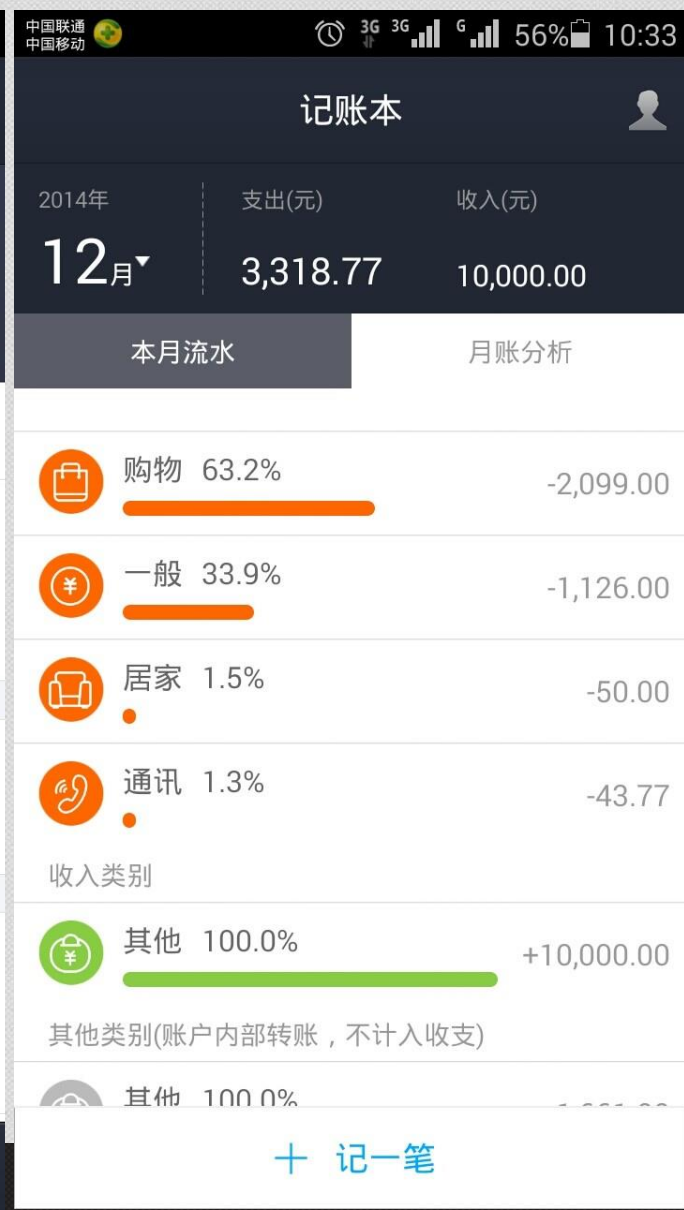 中国联通
中国移动
3G 3G G 56% 10:33
记账本
2014年 支出(元) 收入(元)
12月 3,318.77 10,000.00
本月流水 月账分析
购物 63.2% -2,099.00
一般 33.9% -1,126.00
居家 1.5% -50.00
通讯 1.3% -43.77
收入类别
其他 100.0% +10,000.00
其他类别(账户内部转账，不计入收支)
其他 100.0%
+ 记一笔